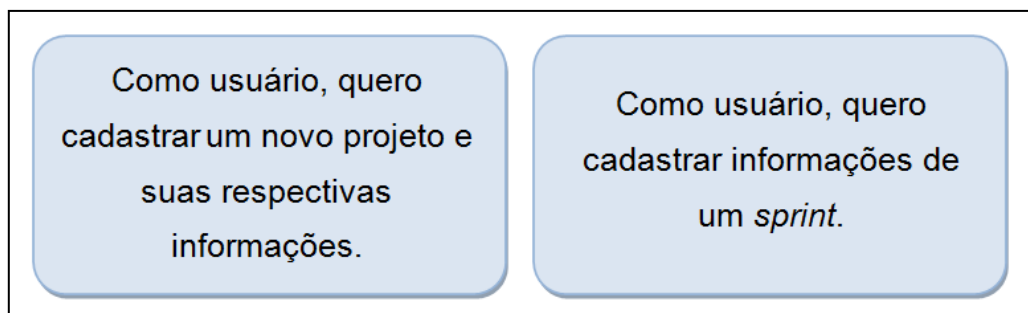 Como usuário, quero
cadastrar um novo projeto e
suas respectivas
informações.
Como usuário, quero
cadastrar informações de
um sprint.